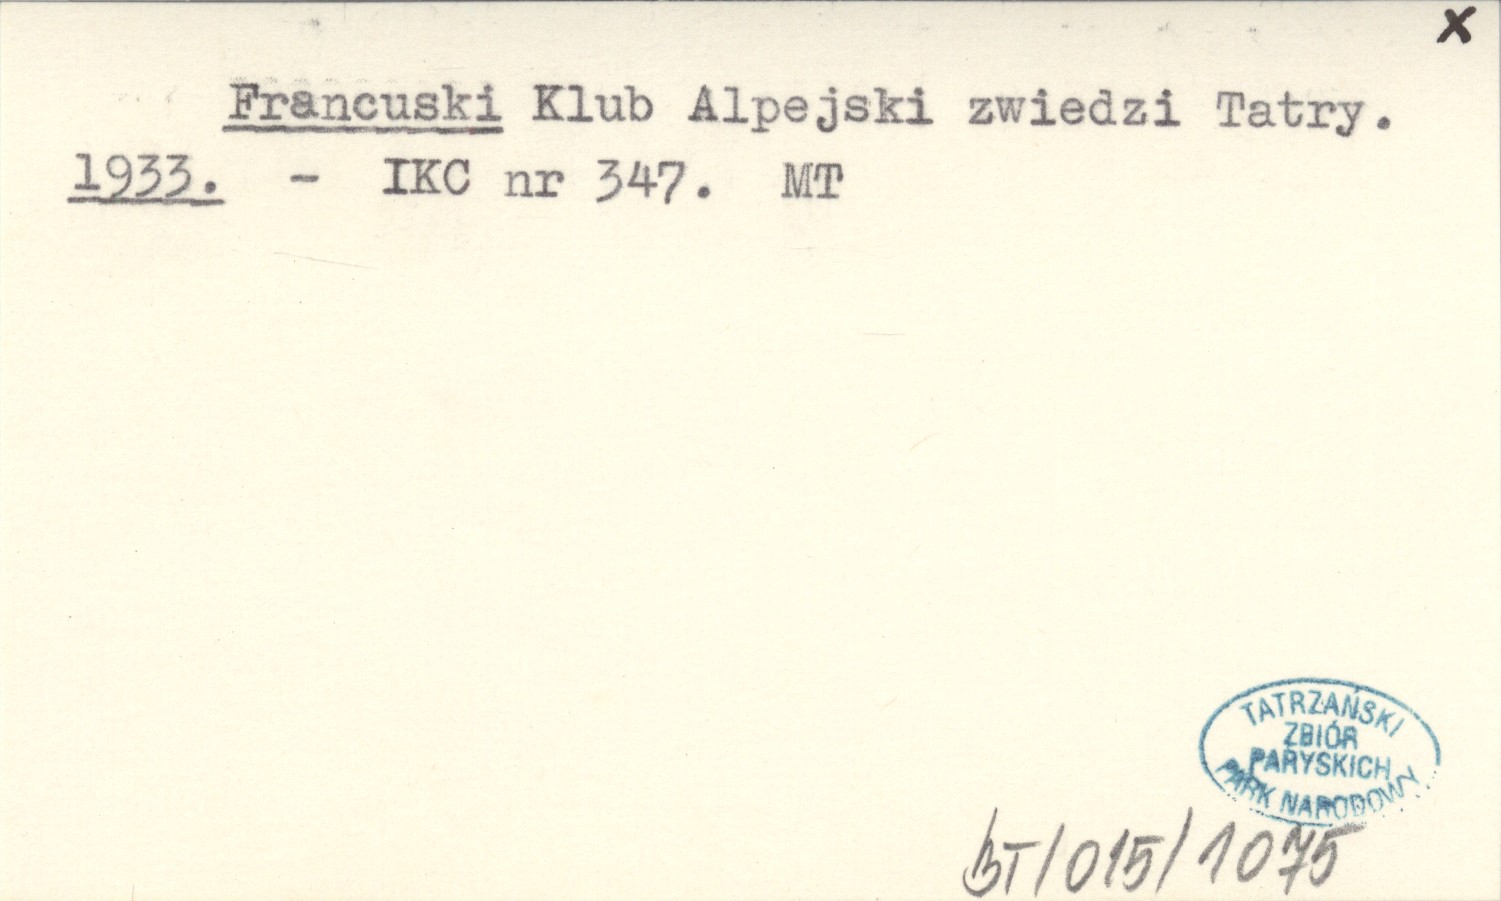 x
Francuski Klub Alpejski zwiedzi Tatry.
1933. - IKC nr 347. MT
TATRZAŃSKI
ZBIÓR
PARYSKICH
PARK NARODOWY
BT/015/1075